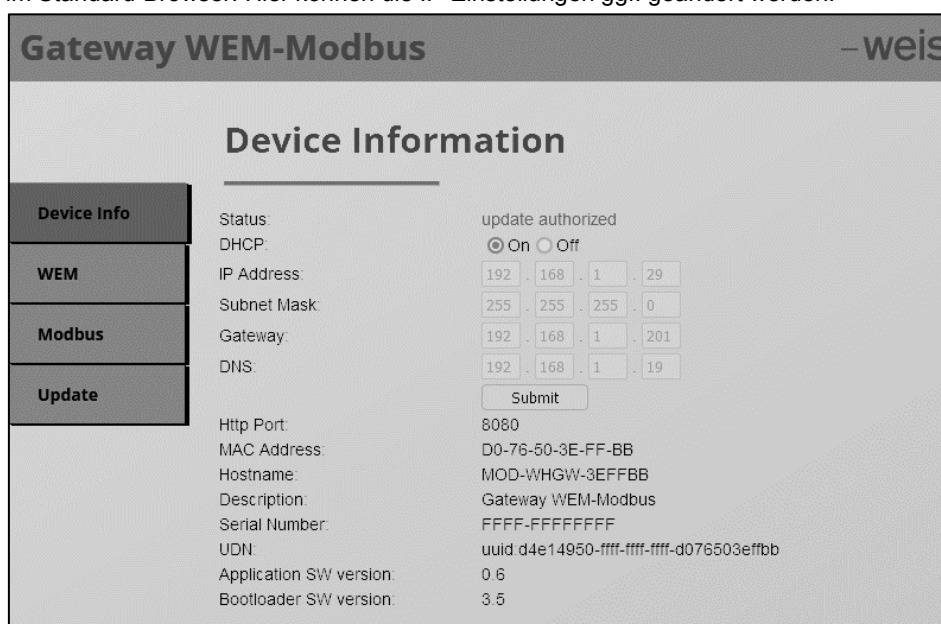 Gateway WEM-Modbus
–weis
Device Information
Device Info
WEM
Modbus
Update
Status: update authorized
DHCP: On Off
IP Address: 192 . 168 . 1 . 29
Subnet Mask: 255 . 255 . 255 . 0
Gateway: 192 . 168 . 1 . 201
DNS: 192 . 168 . 1 . 19
Submit
Http Port: 8080
MAC Address: D0-76-50-3E-FF-BB
Hostname: MOD-WHGW-3EFFBB
Description: Gateway WEM-Modbus
Serial Number: FFFF-FFFFFFFF
UDN: uuid:d4e14950-ffff-ffff-ffff-d076503effbb
Application SW version: 0.6
Bootloader SW version: 3.5